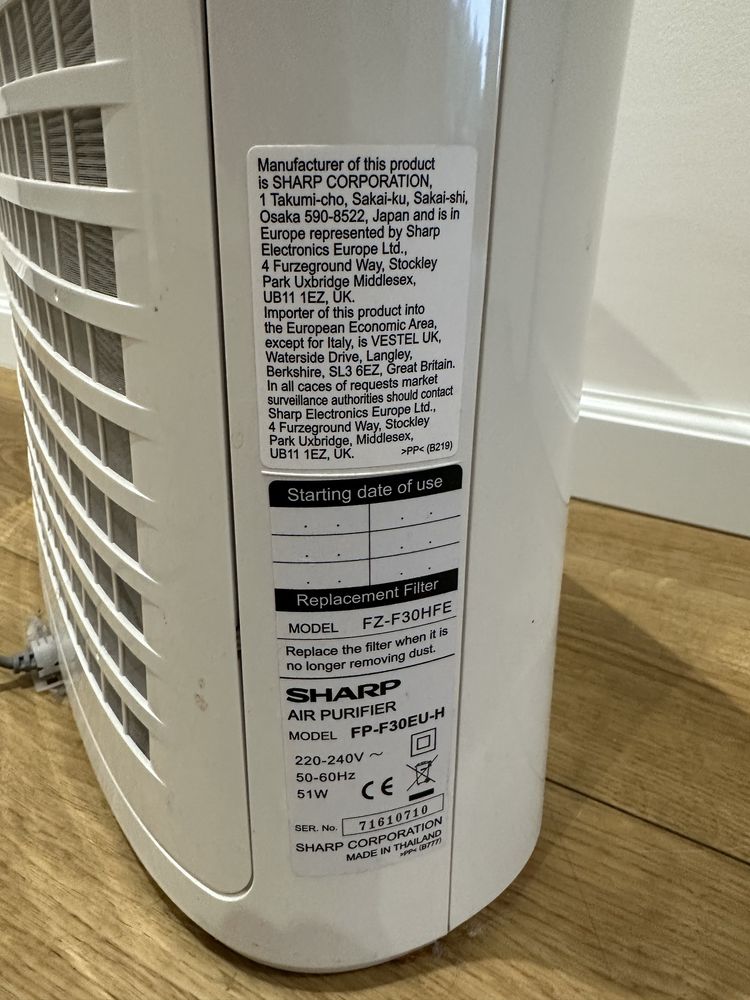 Manufacturer of this product
is SHARP CORPORATION,
1 Takumi-cho, Sakai-ku, Sakai-shi,
Osaka 590-8522, Japan and is in
Europe represented by Sharp
Electronics Europe Ltd.,
4 Furzeground Way, Stockley
Park Uxbridge Middlesex,
UB11 1EZ, UK.
Importer of this product into
the European Economic Area,
except for Italy, is VESTEL UK,
Waterside Drive, Langley,
Berkshire, SL3 6EZ, Great Britain.
In all caces of requests market
surveillance authorities should contact
Sharp Electronics Europe Ltd.,
4 Furzeground Way, Stockley
Park Uxbridge, Middlesex,
UB11 1EZ, UK. >PP< (B219)
Starting date of use
Replacement Filter
MODEL FZ-F30HFE
Replace the filter when it is
no longer removing dust.
SHARP
AIR PURIFIER
MODEL FP-F30EU-H
220-240V ~
50-60Hz
51W CE
SER. No. 71610710
SHARP CORPORATION
MADE IN THAILAND
>PP< (B777)